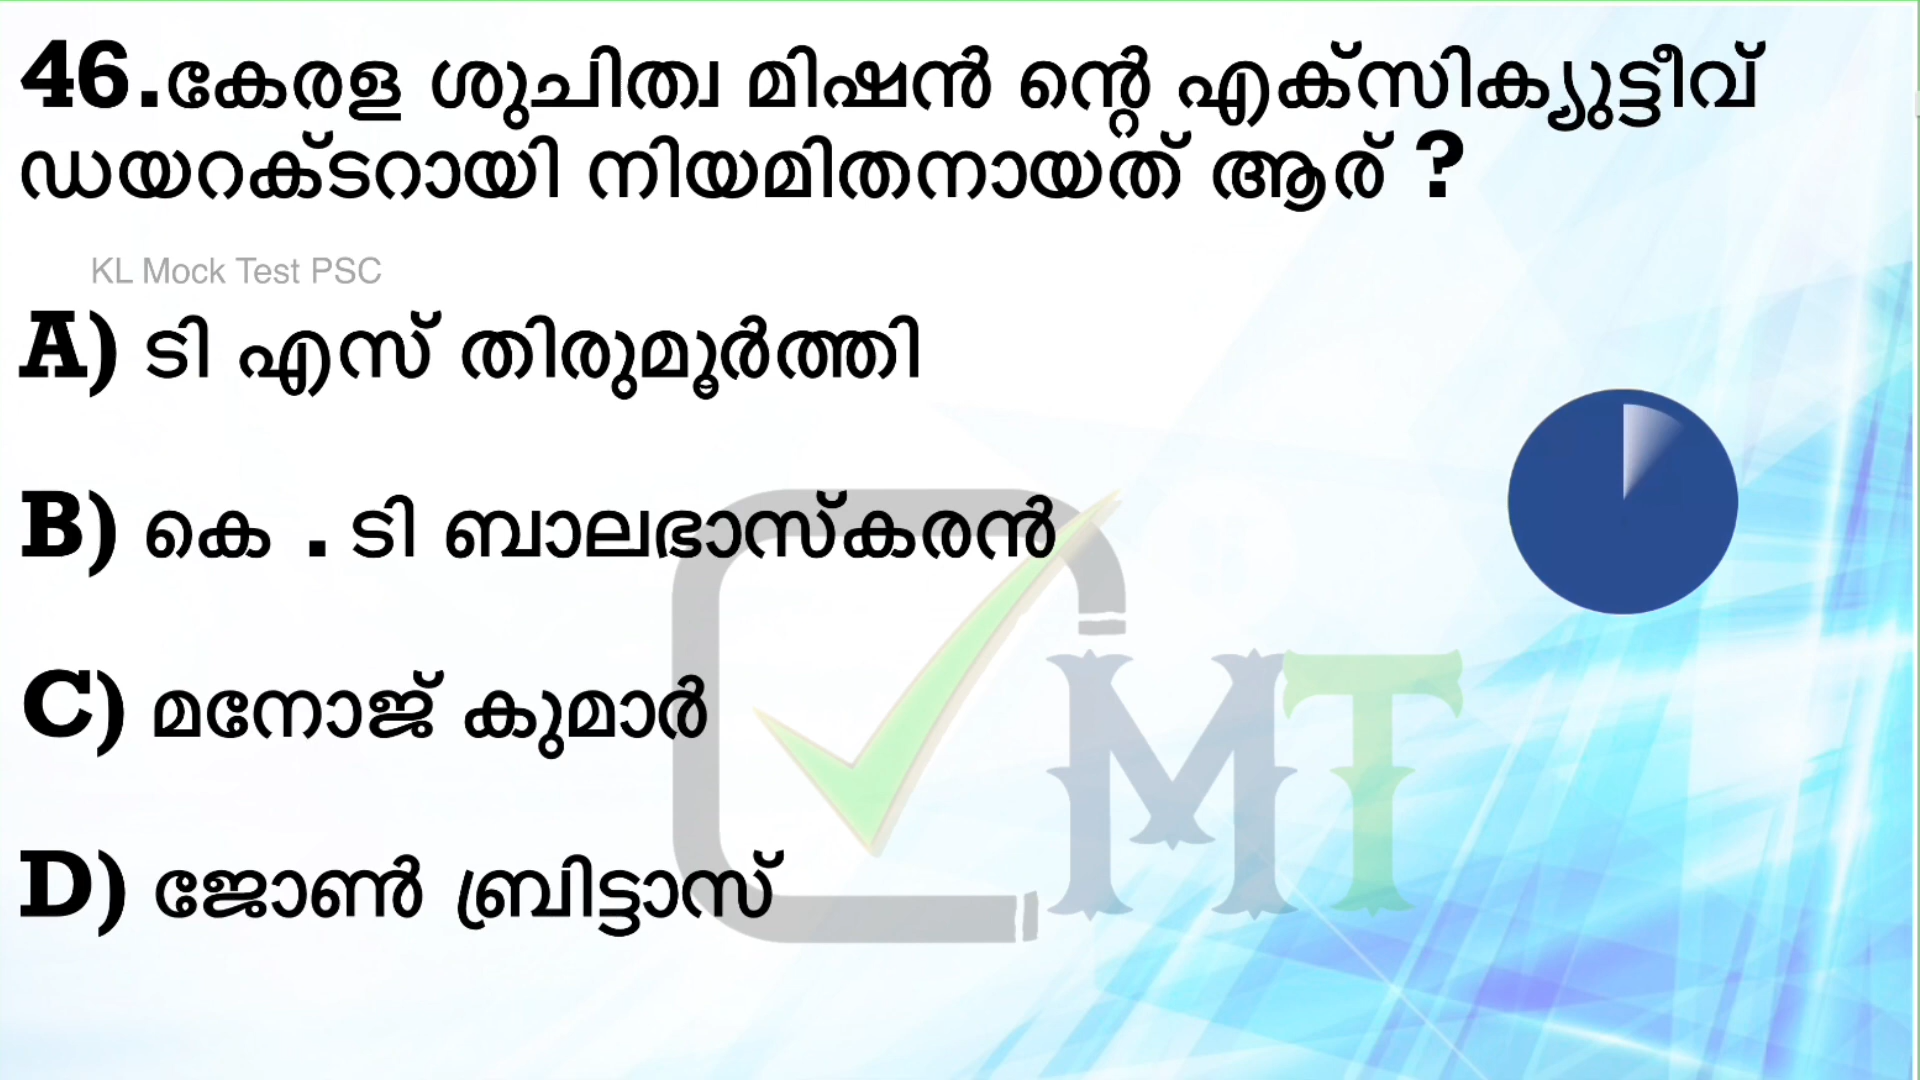 46.കേരള ശുചിത്വ മിഷൻ ന്റെ എക്സിക്യുട്ടീവ്
ഡയറക്ടറായി നിയമിതനായത് ആര് ?
KL Mock Test PSC
A) ടി എസ് തിരുമൂർത്തി
B) കെ . ടി ബാലഭാസ്കരൻ
C) മനോജ് കുമാർ
MT
D) ജോൺ ബ്രിട്ടാസ്